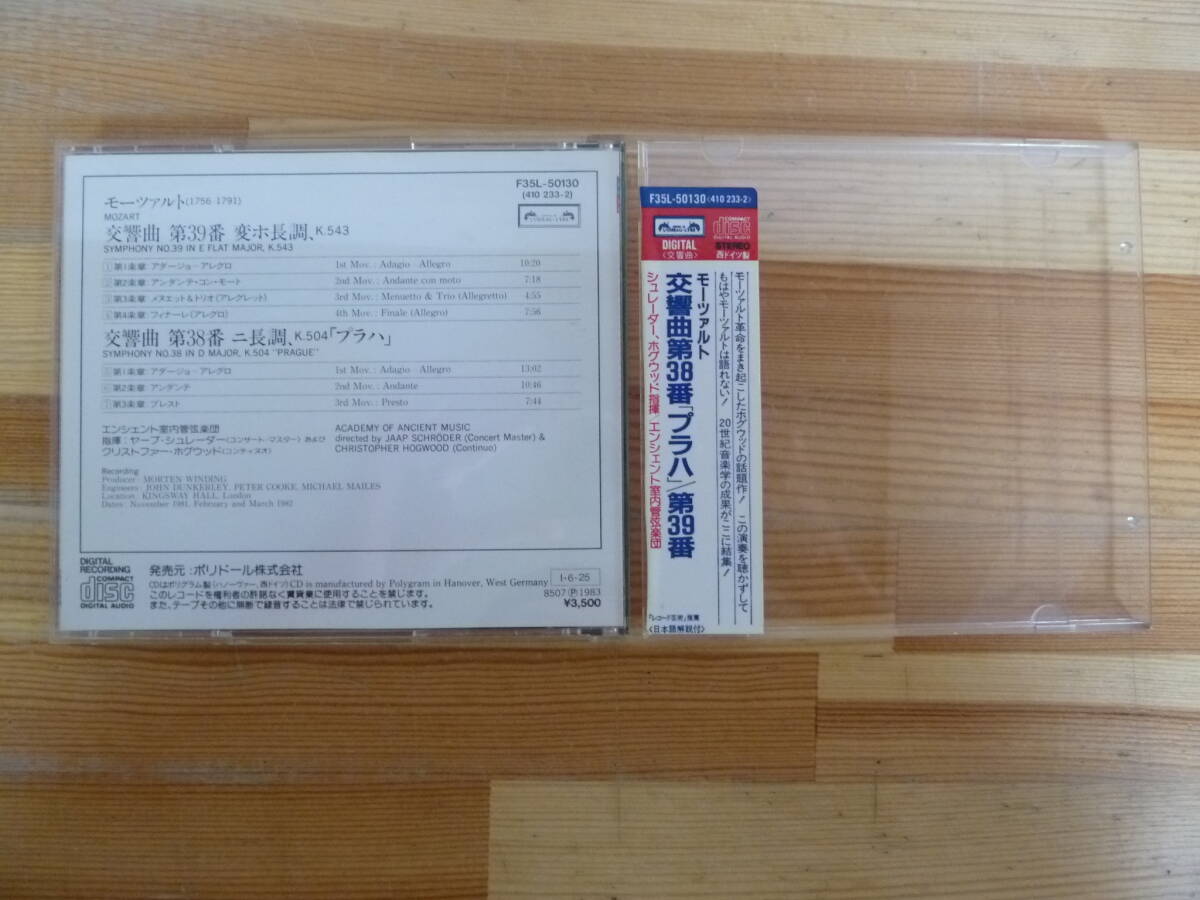 F35L-50130
(410 233-2)
モーツァルト(1756 1791)
MOZART
交響曲 第39番 変ホ長調、K.543
SYMPHONY NO.39 IN E FLAT MAJOR, K.543
1 第1楽章:アダージョ-アレグロ 1st Mov.: Adagio Allegro 10:20
2 第2楽章:アンダンテ・コン・モート 2nd Mov.: Andante con moto 7:18
3 第3楽章:メヌエット&トリオ(アレグレット) 3rd Mov.: Menuetto & Trio (Allegretto) 4:55
4 第4楽章:フィナーレ(アレグロ) 4th Mov.: Finale (Allegro) 7:56
交響曲 第38番 ニ長調、K.504「プラハ」
SYMPHONY NO.38 IN D MAJOR, K.504 "PRAGUE"
5 第1楽章:アダージョ-アレグロ 1st Mov.: Adagio Allegro 13:02
6 第2楽章:アンダンテ 2nd Mov.: Andante 10:46
7 第3楽章:プレスト 3rd Mov.: Presto 7:44
エンシェント室内管弦楽団 ACADEMY OF ANCIENT MUSIC
指揮:ヤープ・シュレーダー(コンサート・マスター)および directed by JAAP SCHRÖDER (Concert Master) &
クリストファー・ホグウッド(コンティヌオ) CHRISTOPHER HOGWOOD (Continuo)
Recording
Producer: MORTEN WINDING
Engineers: JOHN DUNKERLEY, PETER COOKE, MICHAEL MAILES
Location: KINGSWAY HALL, London
Dates: November 1981, February and March 1982
DIGITAL
RECORDING
COMPACT
disc
DIGITAL AUDIO
発売元:ポリドール株式会社
CDはポリグラム製(ハノーヴァー、西ドイツ)CD is manufactured by Polygram in Hanover, West Germany
このレコードを権利者の許諾なく賃貸業に使用することを禁じます。
また、テープその他に無断で録音することは法律で禁じられています。
I-6-25
8507 Ⓟ1983
¥3,500
F35L-50130<410 233-2>
DIGITAL
<交響曲>
COMPACT
disc
DIGITAL AUDIO
STEREO
西ドイツ製
モーツァルト革命をまき起こしたホグウッドの話題作! この演奏を聴かずして
もはやモーツァルトは語れない! 20世紀音楽学の成果がここに結集!
モーツァルト
交響曲第38番「プラハ」/第39番
シュレーダー、ホグウッド指揮/エンシェント室内管弦楽団
「レコード芸術」推薦
<日本語解説付>